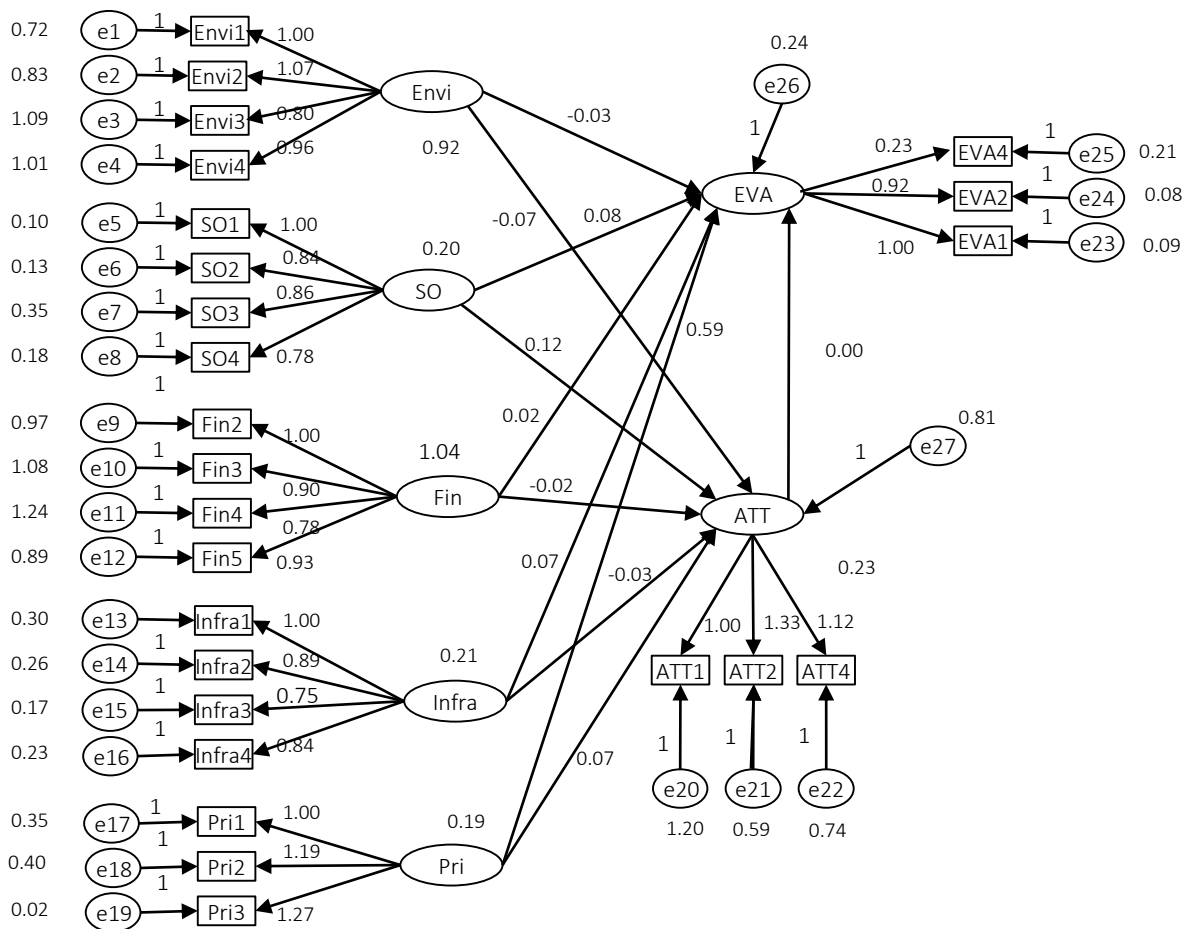 0.72 e1 1 Envi1 1.00
0.83 e2 1 Envi2 1.07
1.09 e3 1 Envi3 0.80
1.01 e4 1 Envi4 0.96
Envi
0.92
-0.03
-0.07
0.10 e5 1 SO1 1.00
0.13 e6 1 SO2 0.84
0.35 e7 1 SO3 0.86
0.18 e8 1 SO4 0.78
0.20
SO
0.08
0.12
1
0.97 e9 Fin2 1.00
1.08 e10 1 Fin3 0.90
1.24 e11 1 Fin4 0.78
0.89 e12 1 Fin5 0.93
1.04
Fin
0.02
-0.02
0.30 e13 Infra1 1.00
0.26 e14 1 Infra2 0.89
0.17 e15 1 Infra3 0.75
0.23 e16 1 Infra4 0.84
0.21
Infra
0.07
-0.03
0.35 e17 1 Pri1 1.00
0.40 e18 1 Pri2 1.19
0.02 e19 1 Pri3 1.27
0.19
Pri
0.59
0.07
0.24
e26
1
EVA
0.23 EVA4 1 e25 0.21
0.92 EVA2 1 e24 0.08
1.00 EVA1 1 e23 0.09
0.00
0.81
e27
1
ATT
0.23
1.00 1.33 1.12
ATT1 ATT2 ATT4
1 1 1
e20 e21 e22
1.20 0.59 0.74